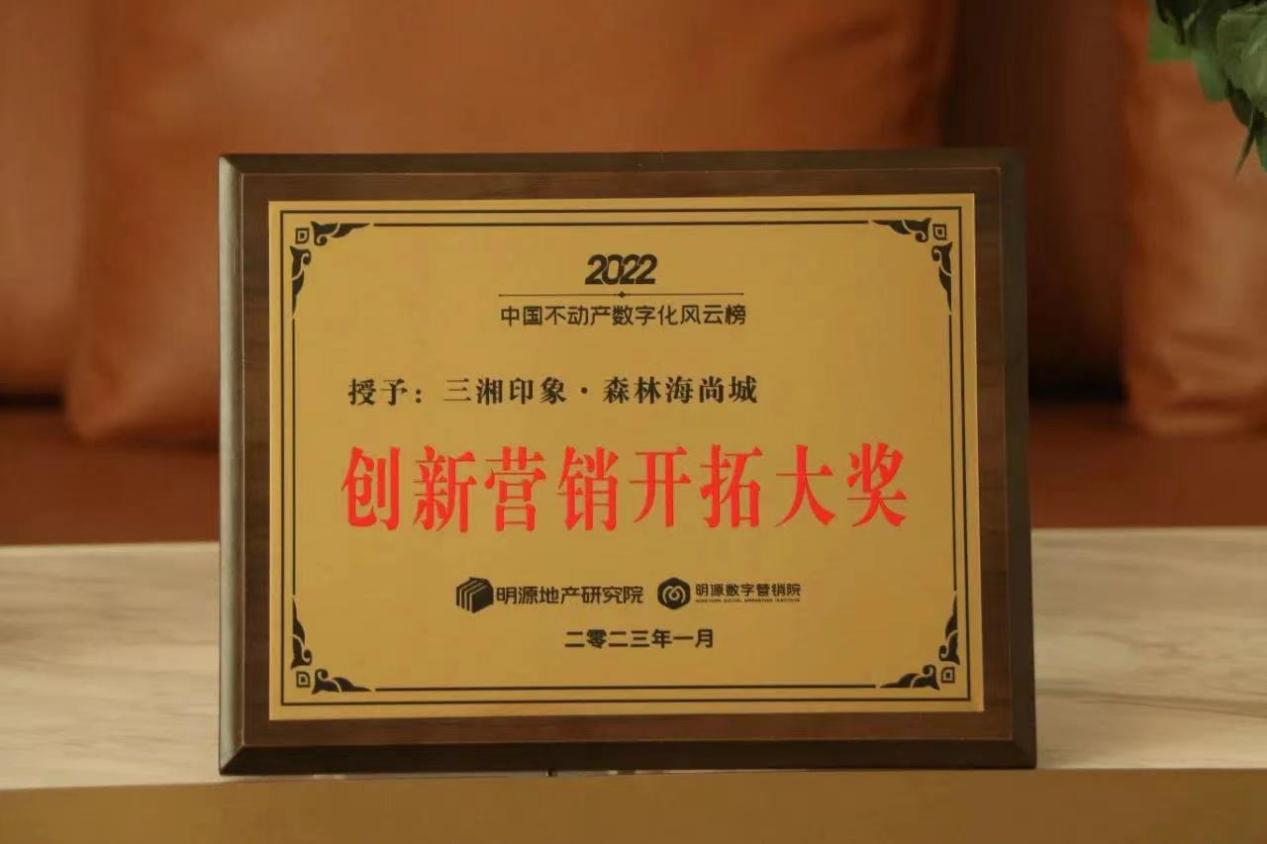 2022
中国不动产数字化风云榜
授予：三湘印象·森林海尚城
创新营销开拓大奖
明源地产研究院 明源数字营销院
二零二三年一月